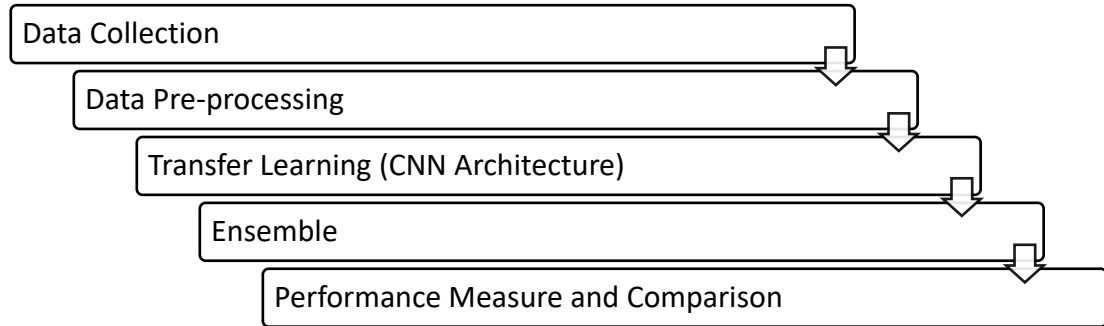 Data Collection
Data Pre-processing
Transfer Learning (CNN Architecture)
Ensemble
Performance Measure and Comparison